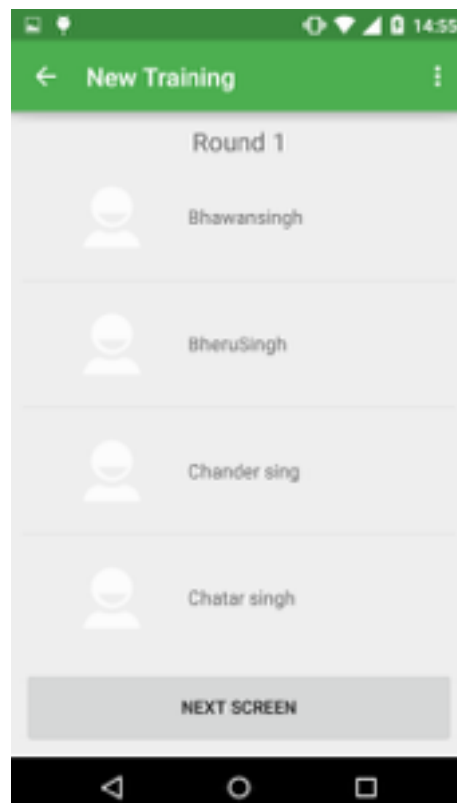 14:55
New Training
Round 1
Bhawansingh
BheruSingh
Chander sing
Chatar singh
NEXT SCREEN